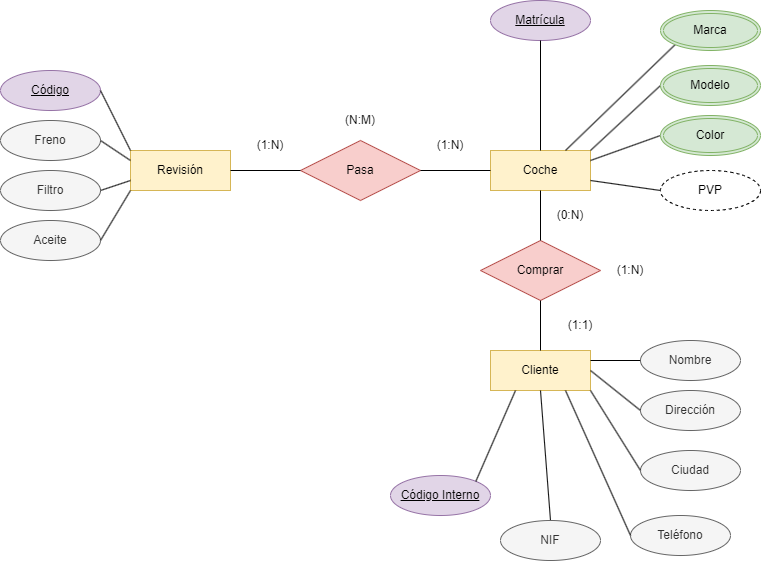 Matrícula
Marca
Modelo
Color
PVP
Código
Freno
Filtro
Aceite
Revisión
(1:N)
(N:M)
Pasa
(1:N)
Coche
(0:N)
Comprar
(1:N)
(1:1)
Cliente
Nombre
Dirección
Ciudad
Teléfono
NIF
Código Interno